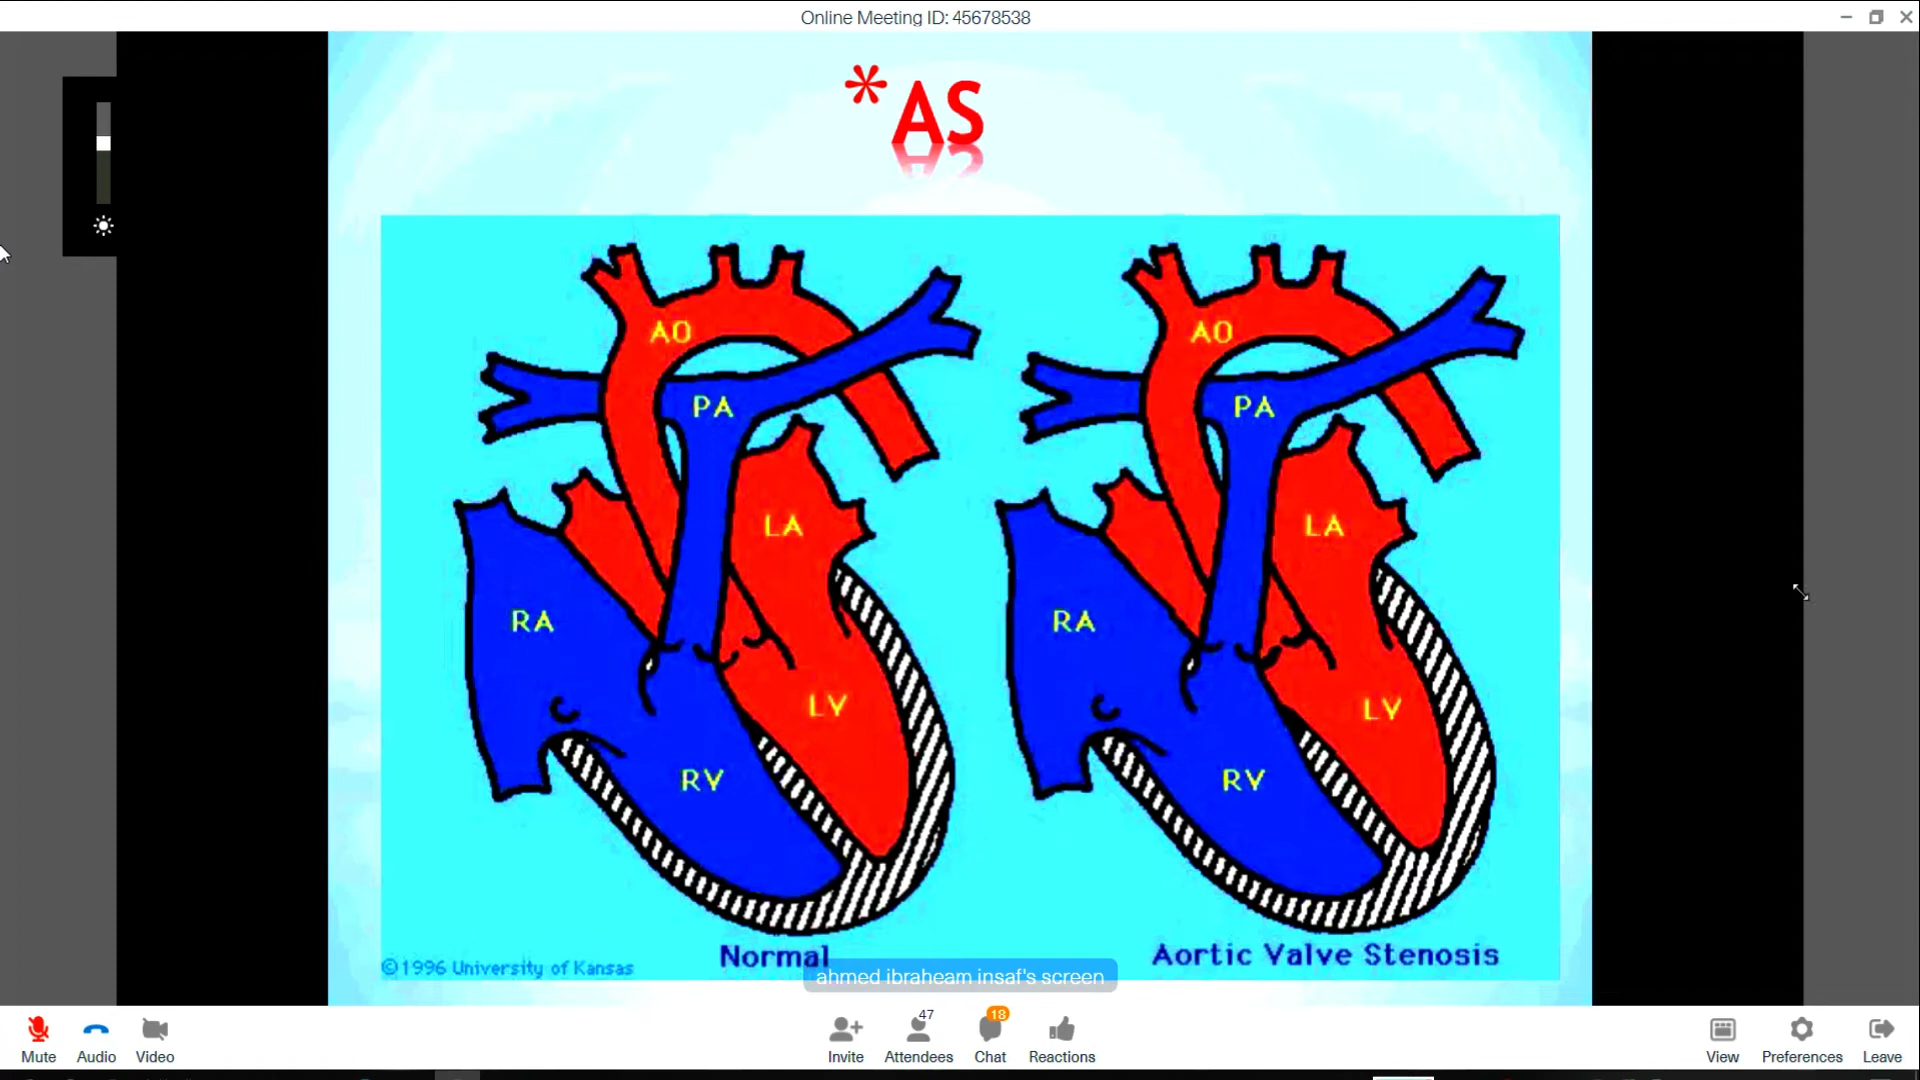 Online Meeting ID: 45678538
*AS
AO
AO
PA
PA
LA
LA
RA
RA
LV
LV
RV
RV
Normal
Aortic Valve Stenosis
©1996 University of Kansas
ahmed ibraheam insaf's screen
47
18
Mute
Audio
Video
Invite
Attendees
Chat
Reactions
View
Preferences
Leave